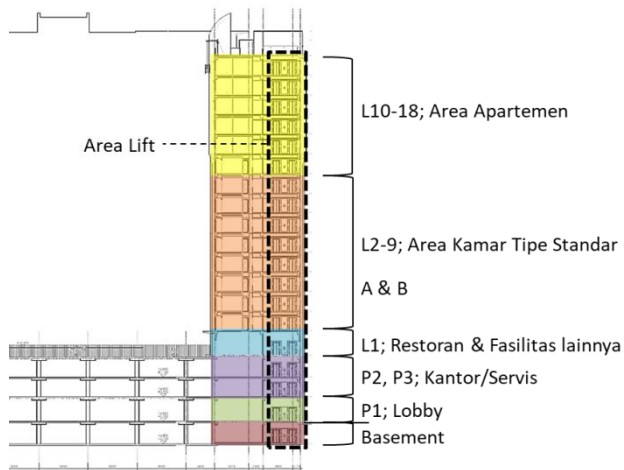 L10-18; Area Apartemen
Area Lift
L2-9; Area Kamar Tipe Standar
A & B
L1; Restoran & Fasilitas lainnya
P2, P3; Kantor/Servis
P1; Lobby
Basement